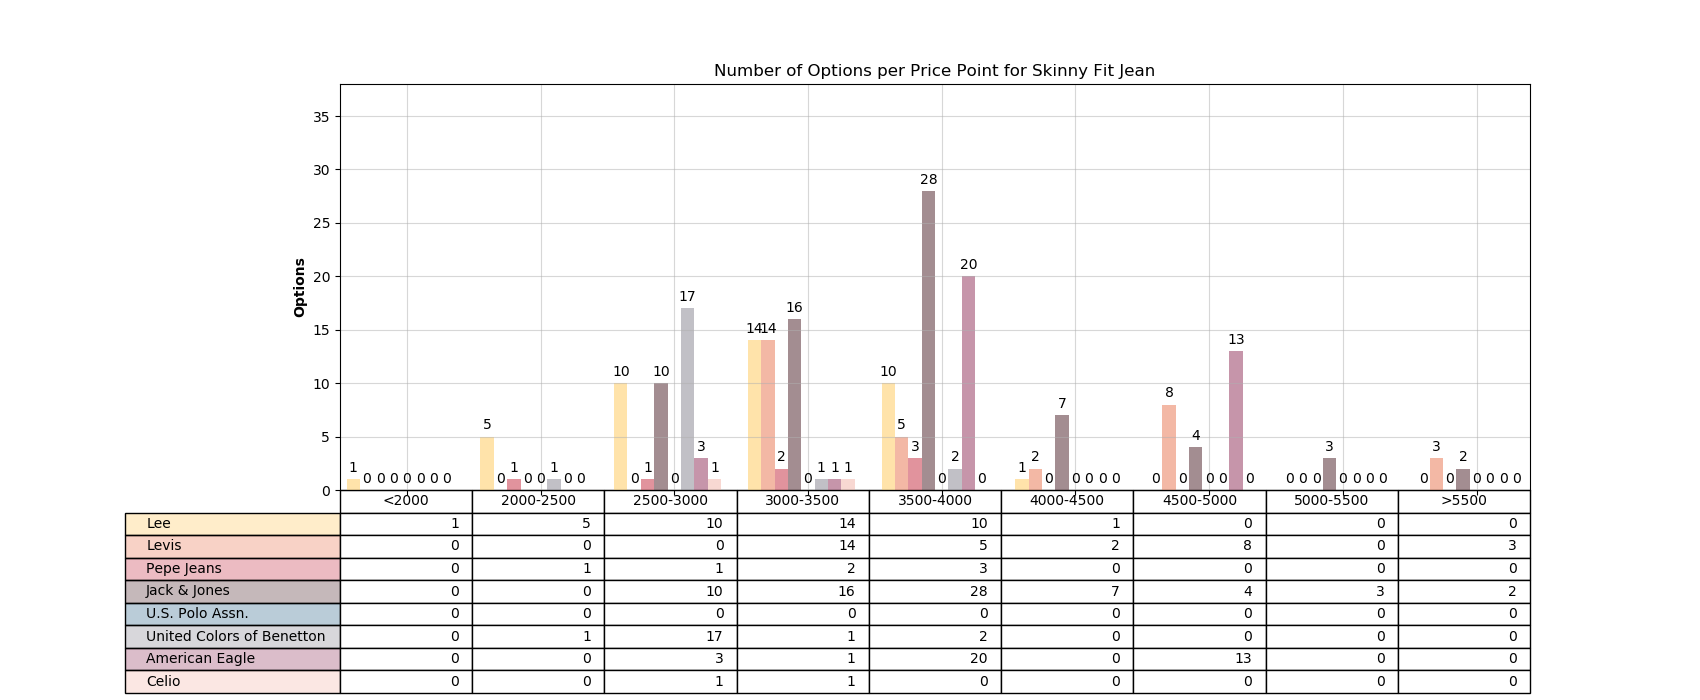 Number of Options per Price Point for Skinny Fit Jean
Options
35
30
25
20
15
10
5
0
1 0 0 0 0 0 0 0
5 0 1 0 0 1 0 0
10 0 1 10 0 17 3 1
14 14 2 16 0 1 1 1
10 5 3 28 0 2 20 0
1 2 0 7 0 0 0 0
0 8 0 4 0 0 13 0
0 0 0 3 0 0 0 0
0 3 0 2 0 0 0 0
<2000 2000-2500 2500-3000 3000-3500 3500-4000 4000-4500 4500-5000 5000-5500 >5500
Lee 1 5 10 14 10 1 0 0 0
Levis 0 0 0 14 5 2 8 0 3
Pepe Jeans 0 1 1 2 3 0 0 0 0
Jack & Jones 0 0 10 16 28 7 4 3 2
U.S. Polo Assn. 0 0 0 0 0 0 0 0 0
United Colors of Benetton 0 1 17 1 2 0 0 0 0
American Eagle 0 0 3 1 20 0 13 0 0
Celio 0 0 1 1 0 0 0 0 0